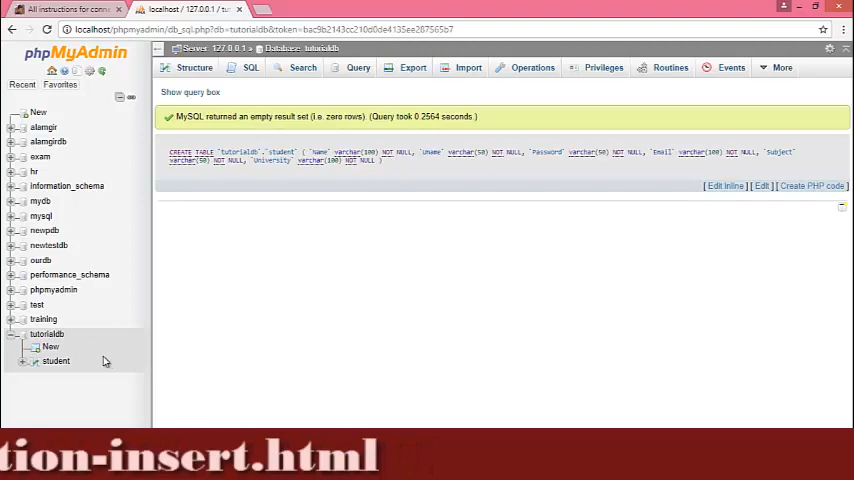 All instructions for conne
localhost / 127.0.0.1 / tu
localhost/phpmyadmin/db_sql.php?db=tutorialdb&token=bac9b2143cc210d0de4135ee287565b7
phpMyAdmin
Recent Favorites
New
alamgir
alamgirdb
exam
hr
information_schema
mydb
mysql
newpdb
newtestdb
ourdb
performance_schema
phpmyadmin
test
training
tutorialdb
New
student
Server: 127.0.0.1 » Database: tutorialdb
Structure SQL Search Query Export Import Operations Privileges Routines Events More
Show query box
MySQL returned an empty result set (i.e. zero rows). (Query took 0.2564 seconds.)
CREATE TABLE `tutorialdb`.`student` ( `Name` varchar(100) NOT NULL, `Uname` varchar(50) NOT NULL, `Password` varchar(50) NOT NULL, `Email` varchar(100) NOT NULL, `Subject`
varchar(50) NOT NULL, `University` varchar(100) NOT NULL )
[ Edit inline ] [ Edit ] [ Create PHP code ]
tion-insert.html